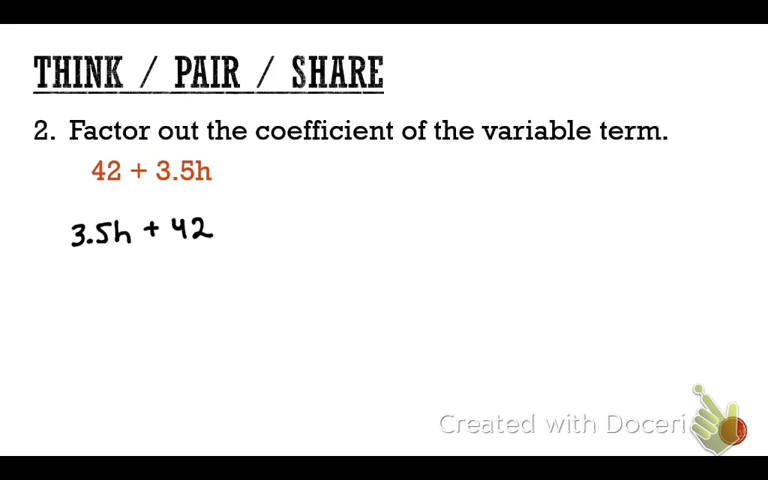 THINK / PAIR / SHARE
2. Factor out the coefficient of the variable term.
42 + 3.5h
3.5h + 42
Created with Doceri